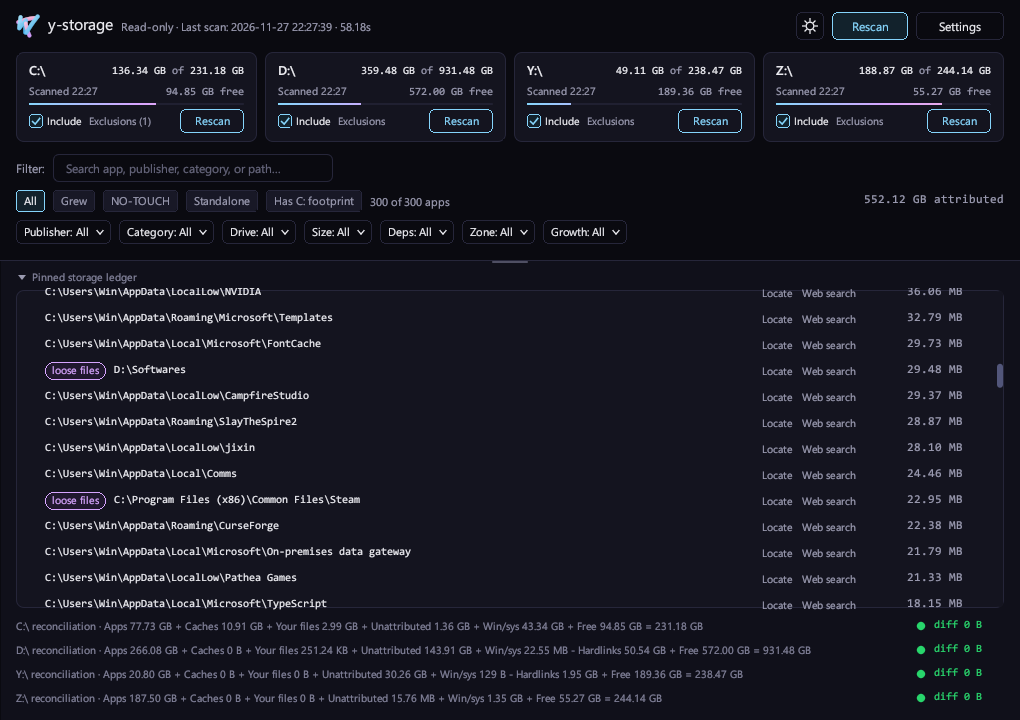 y-storage Read-only · Last scan: 2026-11-27 22:27:39 · 58.18s Rescan Settings
C:\ 136.34 GB of 231.18 GB
Scanned 22:27 94.85 GB free
Include Exclusions (1) Rescan
D:\ 359.48 GB of 931.48 GB
Scanned 22:27 572.00 GB free
Include Exclusions Rescan
Y:\ 49.11 GB of 238.47 GB
Scanned 22:27 189.36 GB free
Include Exclusions Rescan
Z:\ 188.87 GB of 244.14 GB
Scanned 22:27 55.27 GB free
Include Exclusions Rescan
Filter: Search app, publisher, category, or path...
All Grew NO-TOUCH Standalone Has C: footprint 300 of 300 apps 552.12 GB attributed
Publisher: All Category: All Drive: All Size: All Deps: All Zone: All Growth: All
Pinned storage ledger
C:\Users\Win\AppData\LocalLow\NVIDIA Locate Web search 36.06 MB
C:\Users\Win\AppData\Roaming\Microsoft\Templates Locate Web search 32.79 MB
C:\Users\Win\AppData\Local\Microsoft\FontCache Locate Web search 29.73 MB
loose files D:\Softwares Locate Web search 29.48 MB
C:\Users\Win\AppData\LocalLow\CampfireStudio Locate Web search 29.37 MB
C:\Users\Win\AppData\Roaming\SlayTheSpire2 Locate Web search 28.87 MB
C:\Users\Win\AppData\LocalLow\jixin Locate Web search 28.10 MB
C:\Users\Win\AppData\Local\Comms Locate Web search 24.46 MB
loose files C:\Program Files (x86)\Common Files\Steam Locate Web search 22.95 MB
C:\Users\Win\AppData\Roaming\CurseForge Locate Web search 22.38 MB
C:\Users\Win\AppData\Local\Microsoft\On-premises data gateway Locate Web search 21.79 MB
C:\Users\Win\AppData\LocalLow\Pathea Games Locate Web search 21.33 MB
C:\Users\Win\AppData\Local\Microsoft\TypeScript Locate Web search 18.15 MB
C:\ reconciliation · Apps 77.73 GB + Caches 10.91 GB + Your files 2.99 GB + Unattributed 1.36 GB + Win/sys 43.34 GB + Free 94.85 GB = 231.18 GB diff 0 B
D:\ reconciliation · Apps 266.08 GB + Caches 0 B + Your files 251.24 KB + Unattributed 143.91 GB + Win/sys 22.55 MB - Hardlinks 50.54 GB + Free 572.00 GB = 931.48 GB diff 0 B
Y:\ reconciliation · Apps 20.80 GB + Caches 0 B + Your files 0 B + Unattributed 30.26 GB + Win/sys 129 B - Hardlinks 1.95 GB + Free 189.36 GB = 238.47 GB diff 0 B
Z:\ reconciliation · Apps 187.50 GB + Caches 0 B + Your files 0 B + Unattributed 15.76 MB + Win/sys 1.35 GB + Free 55.27 GB = 244.14 GB diff 0 B